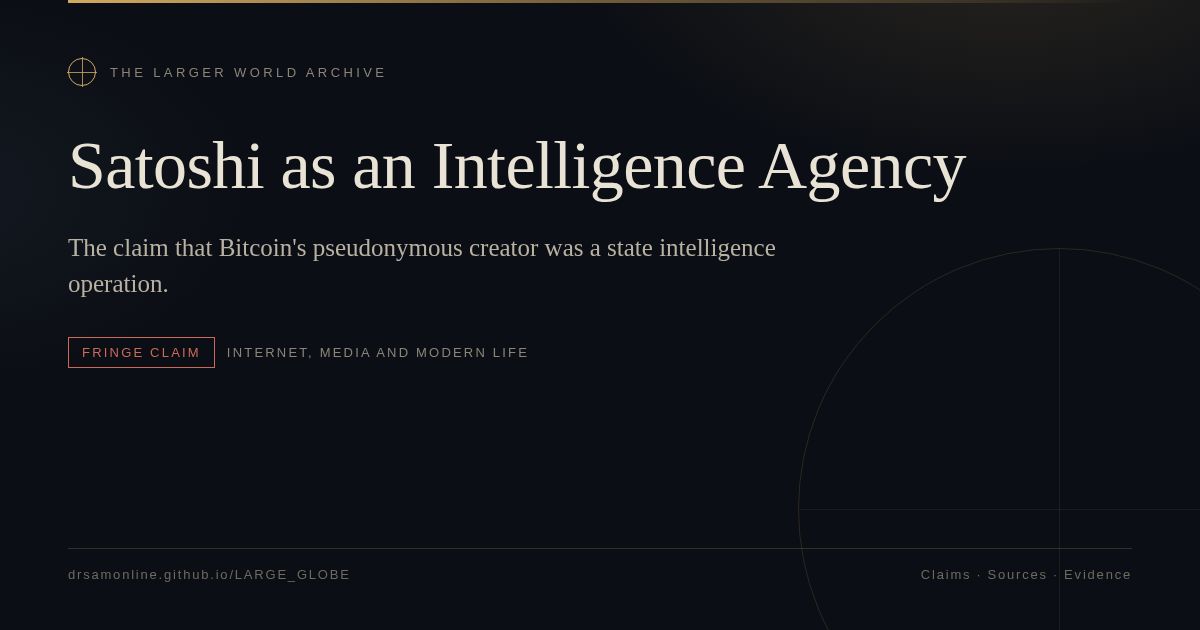 THE LARGER WORLD ARCHIVE
Satoshi as an Intelligence Agency
The claim that Bitcoin's pseudonymous creator was a state intelligence
operation.
FRINGE CLAIM INTERNET, MEDIA AND MODERN LIFE
drsamonline.github.io/LARGE_GLOBE Claims · Sources · Evidence